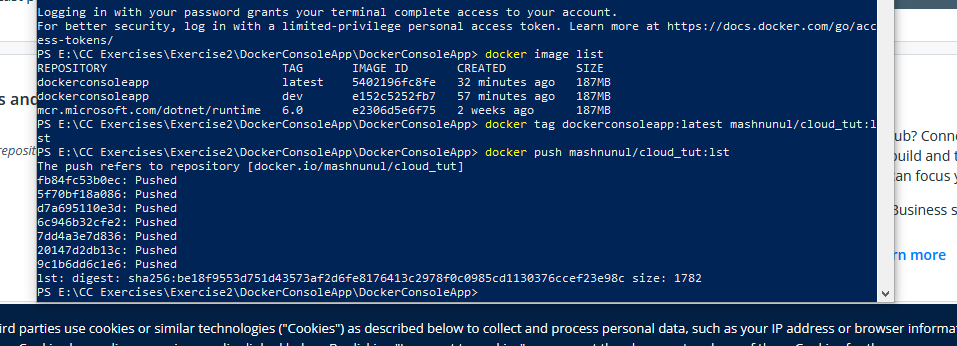 Logging in with your password grants your terminal complete access to your account.
For better security, log in with a limited-privilege personal access token. Learn more at https://docs.docker.com/go/acc
ess-tokens/
PS E:\CC Exercises\Exercise2\DockerConsoleApp\DockerConsoleApp> docker image list
REPOSITORY TAG IMAGE ID CREATED SIZE
dockerconsoleapp latest 5402196fc8fe 32 minutes ago 187MB
dockerconsoleapp dev e152c5252fb7 57 minutes ago 187MB
mcr.microsoft.com/dotnet/runtime 6.0 e2306d5e6f75 2 weeks ago 187MB
PS E:\CC Exercises\Exercise2\DockerConsoleApp\DockerConsoleApp> docker tag dockerconsoleapp:latest mashnunul/cloud_tut:l
st
PS E:\CC Exercises\Exercise2\DockerConsoleApp\DockerConsoleApp> docker push mashnunul/cloud_tut:lst
The push refers to repository [docker.io/mashnunul/cloud_tut]
fb84fc53b0ec: Pushed
5f70bf18a086: Pushed
d7a695110e3d: Pushed
6c946b32cfe2: Pushed
7dd4a3e7d836: Pushed
20147d2db13c: Pushed
9c1b6dd6c1e6: Pushed
lst: digest: sha256:be18f9553d751d43573af2d6fe8176413c2978f0c0985cd1130376ccef23e98c size: 1782
PS E:\CC Exercises\Exercise2\DockerConsoleApp\DockerConsoleApp>
s and
reposit
ub? Conne
build and t
an focus y
Business s
rn more
ird parties use cookies or similar technologies ("Cookies") as described below to collect and process personal data, such as your IP address or browser informa